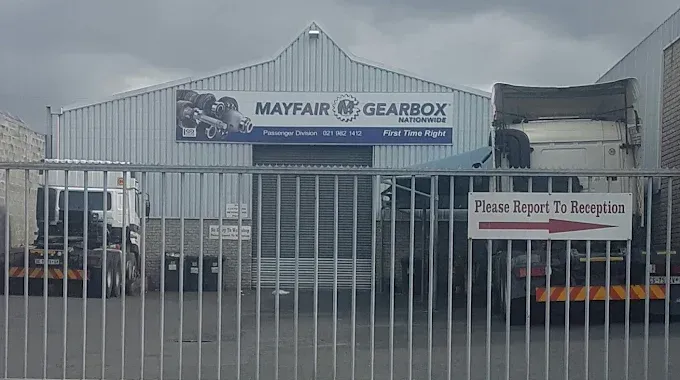 MAYFAIR GEARBOX
NATIONWIDE
Passenger Division 021 982 1412 First Time Right
Please Report To Reception